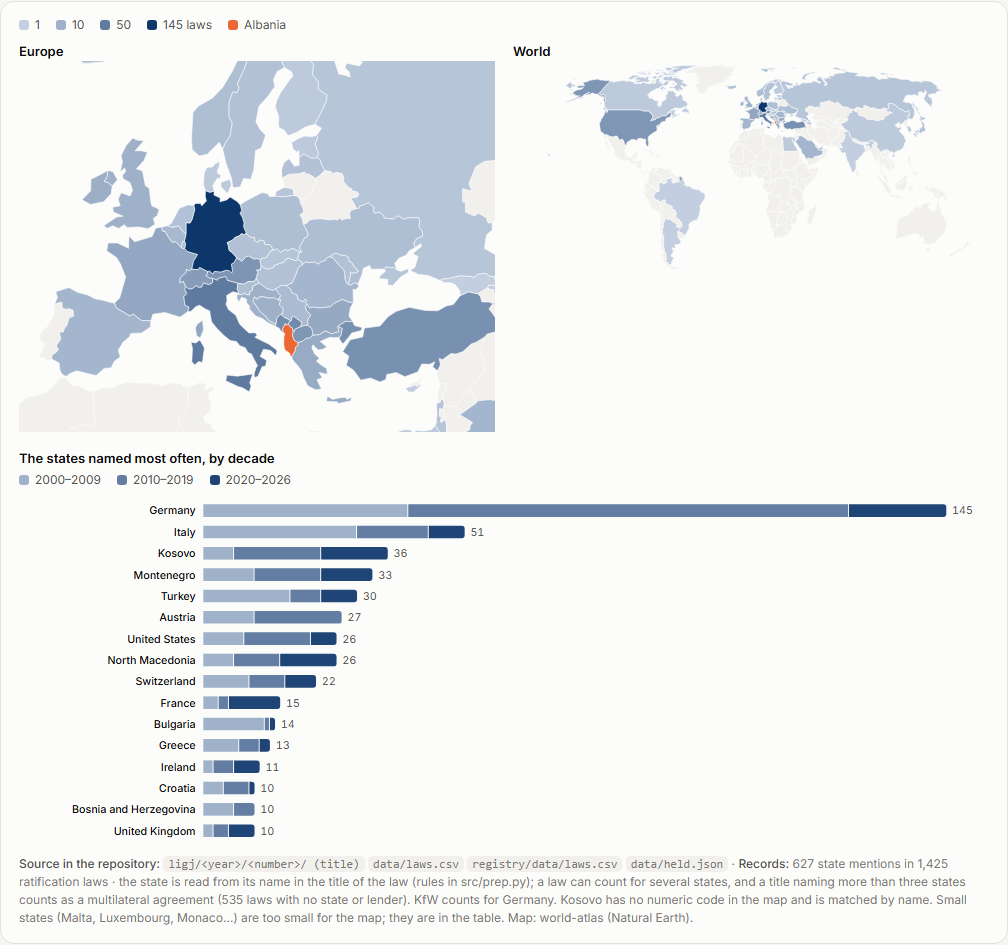 1 10 50 145 laws Albania
Europe
World
The states named most often, by decade
2000–2009 2010–2019 2020–2026
Germany 145
Italy 51
Kosovo 36
Montenegro 33
Turkey 30
Austria 27
United States 26
North Macedonia 26
Switzerland 22
France 15
Bulgaria 14
Greece 13
Ireland 11
Croatia 10
Bosnia and Herzegovina 10
United Kingdom 10
Source in the repository: ligj/<year>/<number>/ (title) data/laws.csv registry/data/laws.csv data/held.json · Records: 627 state mentions in 1,425
ratification laws · the state is read from its name in the title of the law (rules in src/prep.py); a law can count for several states, and a title naming more than three states
counts as a multilateral agreement (535 laws with no state or lender). KfW counts for Germany. Kosovo has no numeric code in the map and is matched by name. Small
states (Malta, Luxembourg, Monaco...) are too small for the map; they are in the table. Map: world-atlas (Natural Earth).